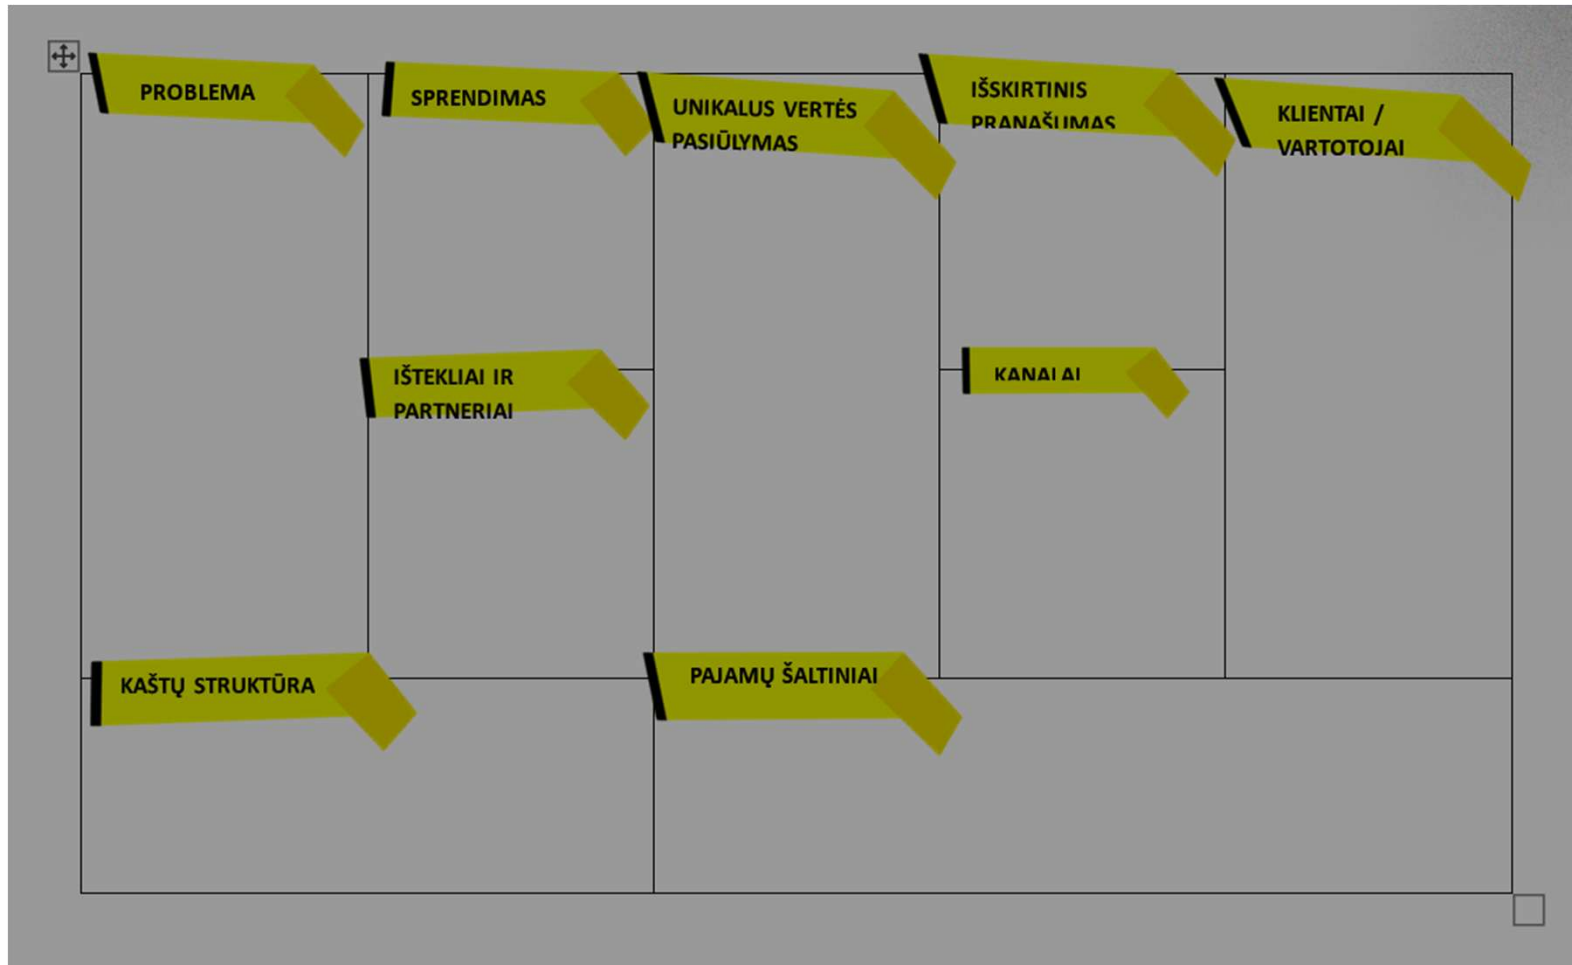 PROBLEMA
SPRENDIMAS
UNIKALUS VERTĖS
PASIŪLYMAS
IŠSKIRTINIS
PRANAŠUMAS
KLIENTAI /
VARTOTOJAI
IŠTEKLIAI IR
PARTNERIAI
KANALAI
KAŠTŲ STRUKTŪRA
PAJAMŲ ŠALTINIAI